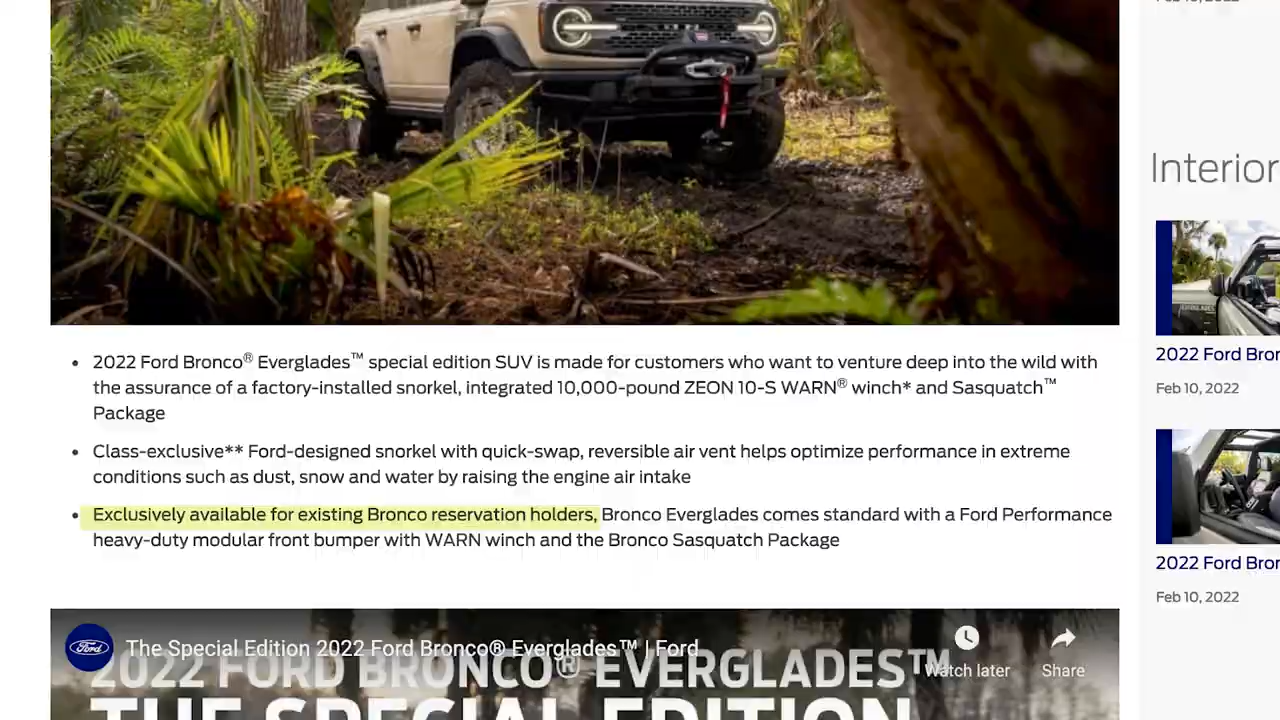 Interior
2022 Ford Bronco® Everglades™ special edition SUV is made for customers who want to venture deep into the wild with
the assurance of a factory-installed snorkel, integrated 10,000-pound ZEON 10-S WARN® winch* and Sasquatch™
Package
Class-exclusive** Ford-designed snorkel with quick-swap, reversible air vent helps optimize performance in extreme
conditions such as dust, snow and water by raising the engine air intake
Exclusively available for existing Bronco reservation holders, Bronco Everglades comes standard with a Ford Performance
heavy-duty modular front bumper with WARN winch and the Bronco Sasquatch Package
2022 Ford Bron
Feb 10, 2022
2022 Ford Bron
Feb 10, 2022
Ford
The Special Edition 2022 Ford Bronco® Everglades™ | Ford
Watch later
Share
2022 FORD BRONCO® EVERGLADES™
THE SPECIAL EDITION